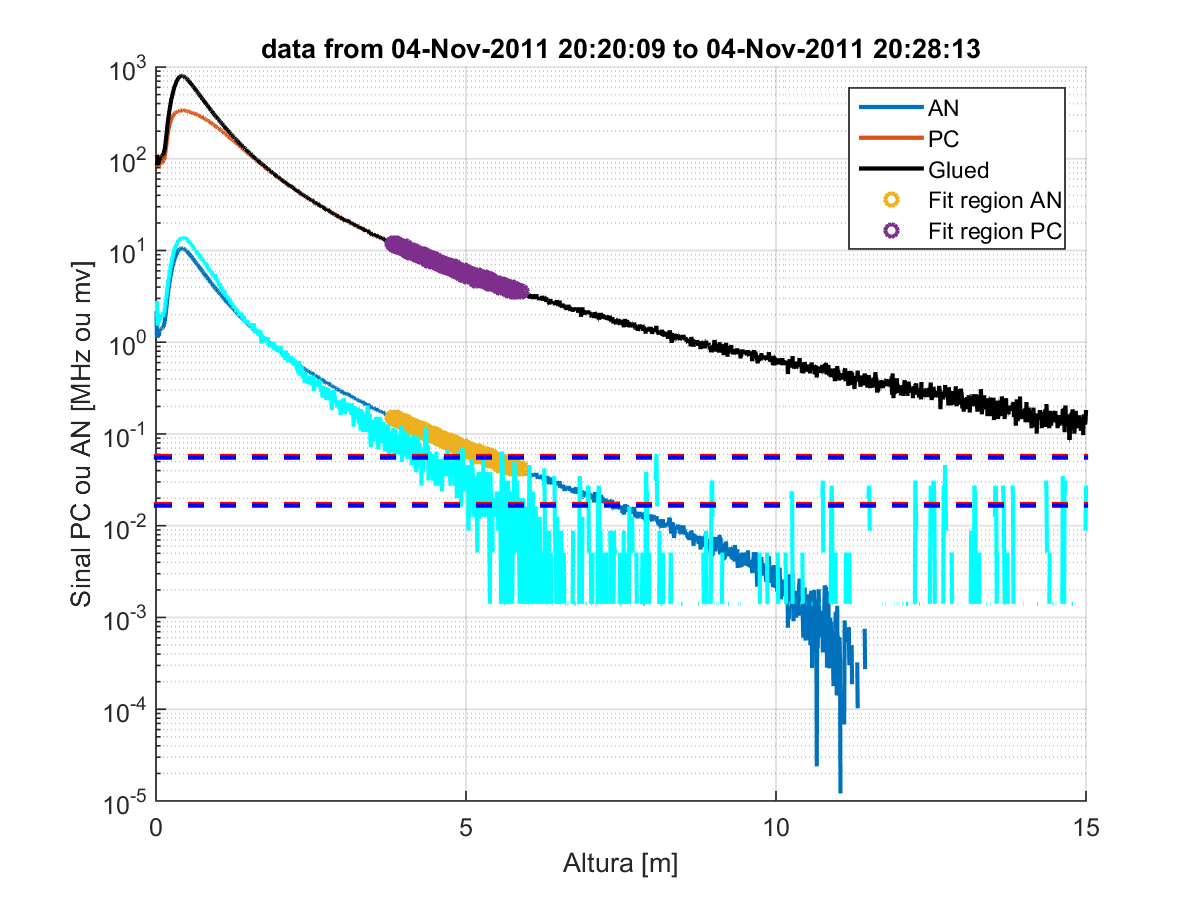 data from 04-Nov-2011 20:20:09 to 04-Nov-2011 20:28:13
Sinal PC ou AN [MHz ou mv]
10^3
10^2
10^1
10^0
10^-1
10^-2
10^-3
10^-4
10^-5
AN
PC
Glued
Fit region AN
Fit region PC
0 5 10 15
Altura [m]